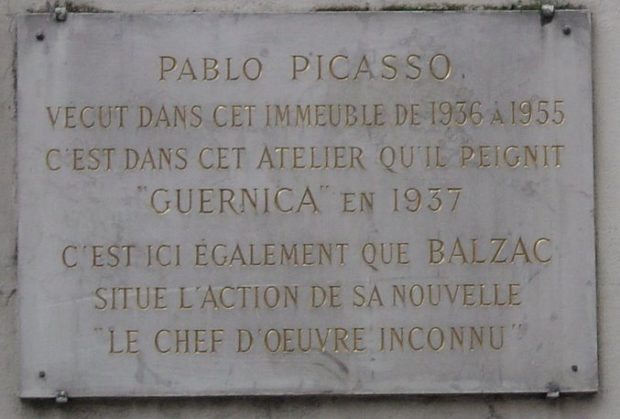 PABLO PICASSO
VECUT DANS CET IMMEUBLE DE 1936 A 1955
C'EST DANS CET ATELIER QU'IL PEIGNIT
"GUERNICA" EN 1937
C'EST ICI ÉGALEMENT QUE BALZAC
SITUE L'ACTION DE SA NOUVELLE
"LE CHEF D'OEUVRE INCONNU"